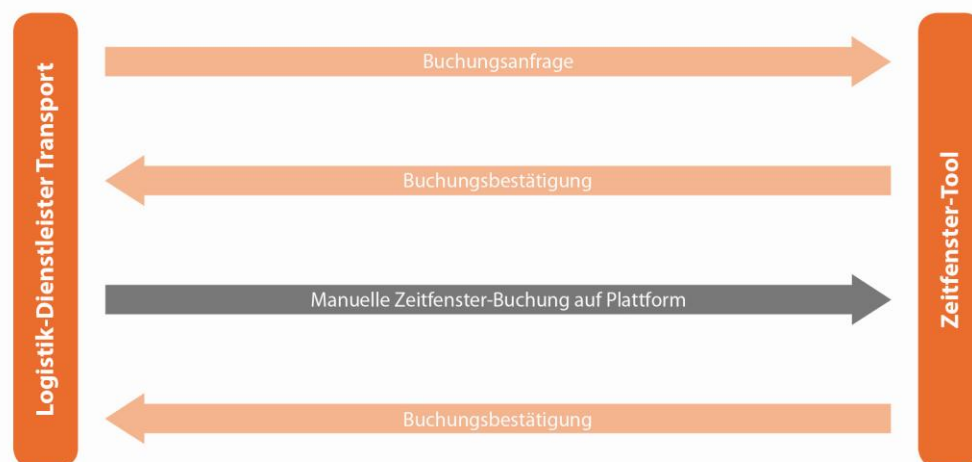 Logistik-Dienstleister Transport
Buchungsanfrage
Buchungsbestätigung
Manuelle Zeitfenster-Buchung auf Plattform
Buchungsbestätigung
Zeitfenster-Tool